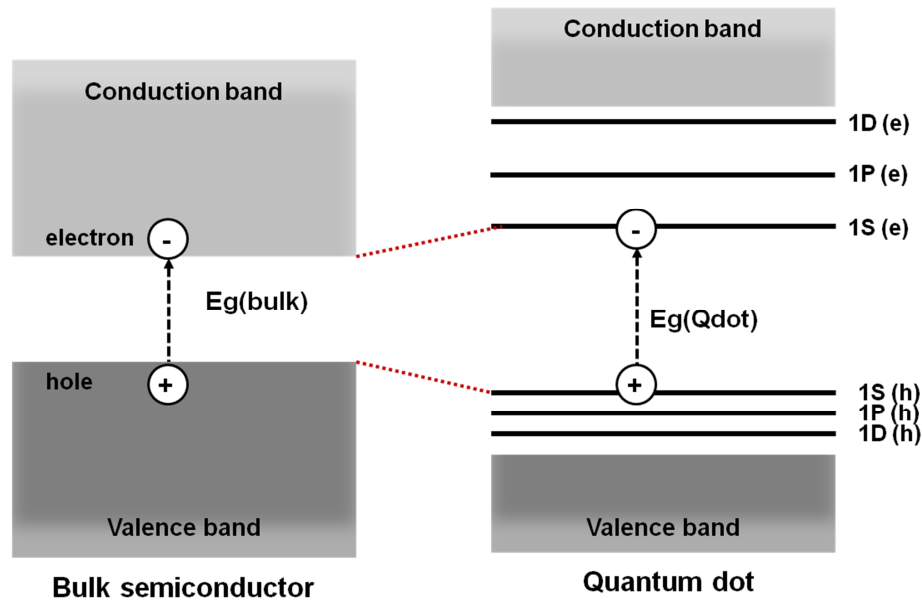 Conduction band
electron
-
Eg(bulk)
hole
+
Valence band
Bulk semiconductor
Conduction band
1D (e)
1P (e)
1S (e)
-
Eg(Qdot)
+
1S (h)
1P (h)
1D (h)
Valence band
Quantum dot